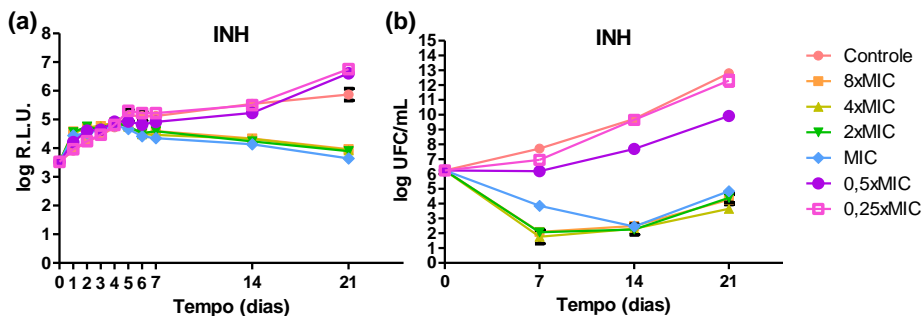 (a)
INH
log R.L.U.
8
7
6
5
4
3
2
1
0
0 1 2 3 4 5 6 7 14 21
Tempo (dias)
(b)
INH
log UFC/mL
15
14
13
12
11
10
9
8
7
6
5
4
3
2
1
0
0 7 14 21
Tempo (dias)
Controle
8xMIC
4xMIC
2xMIC
MIC
0,5xMIC
0,25xMIC